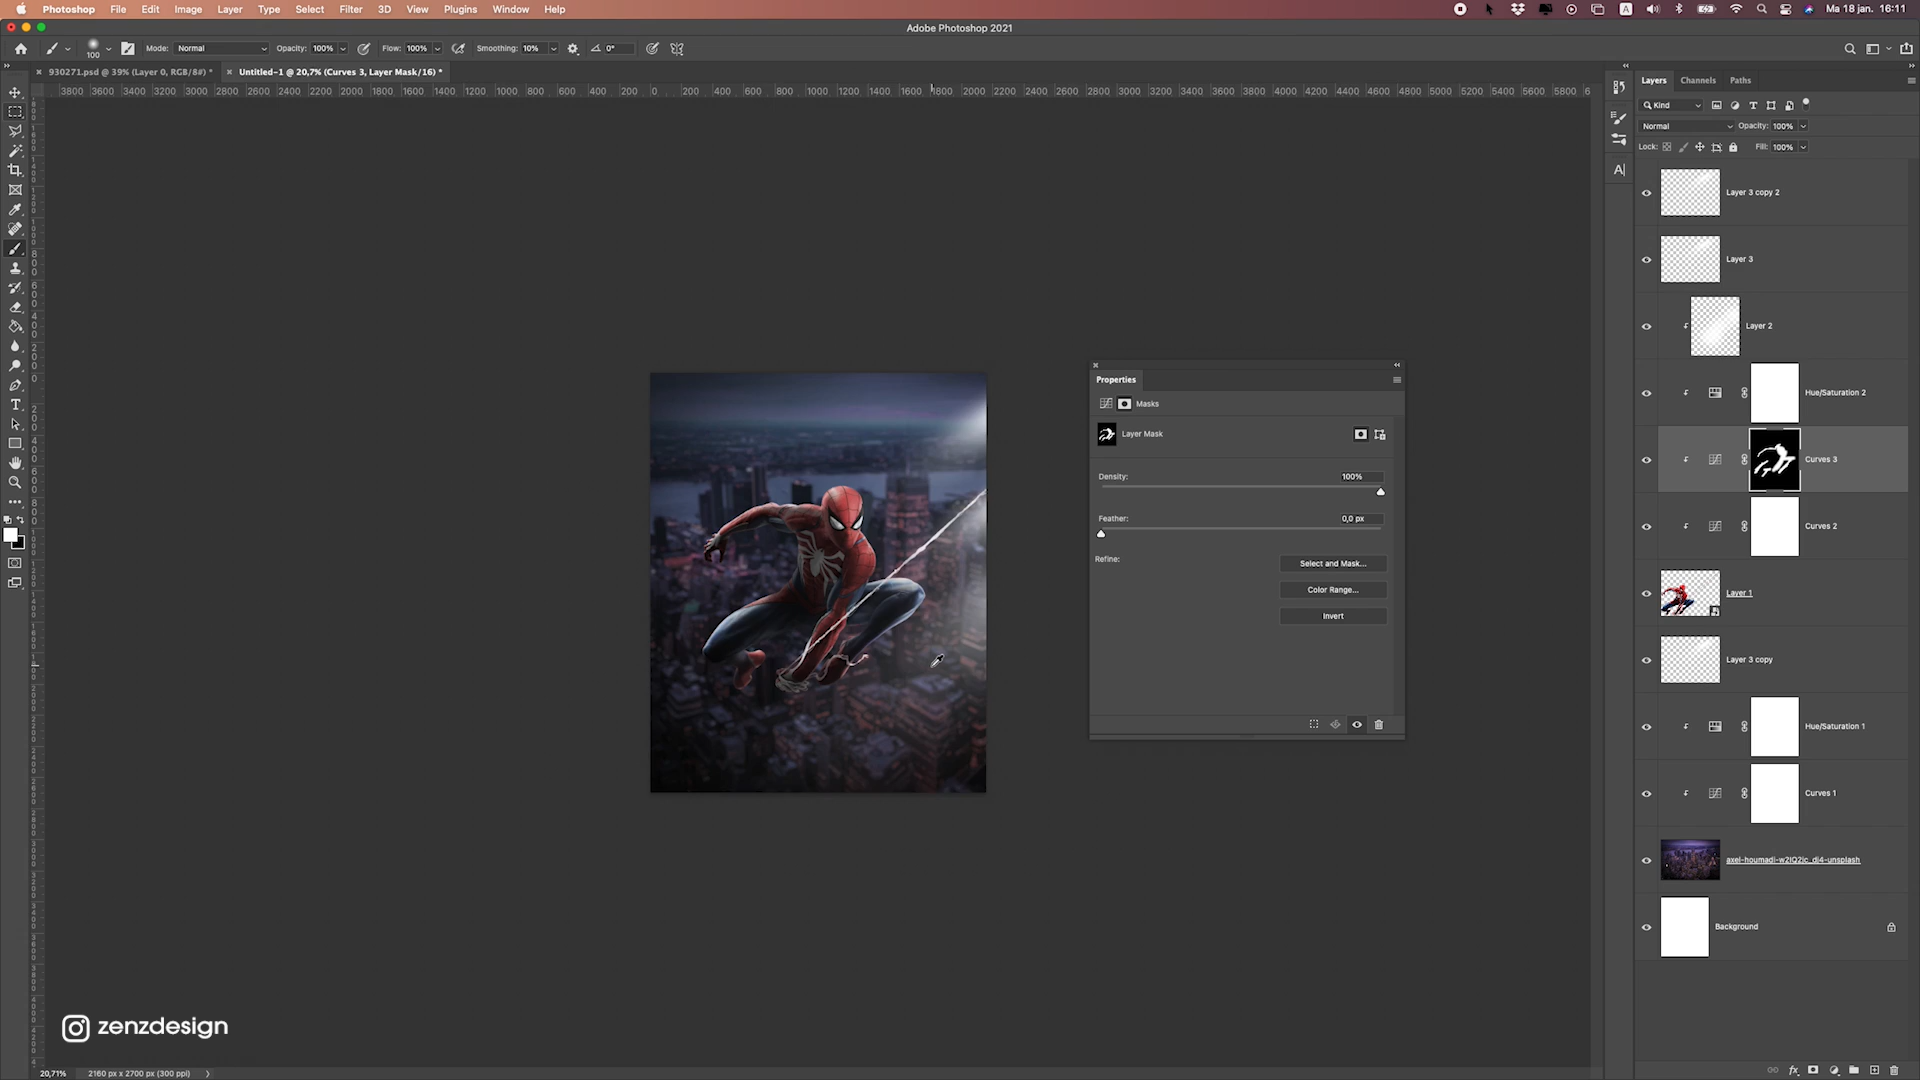 Photoshop File Edit Image Layer Type Select Filter 3D View Plugins Window Help A Ma 18 jan. 16:11
Adobe Photoshop 2021
100 Mode: Normal Opacity: 100% Flow: 100% Smoothing: 10% 0°
930271.psd @ 39% (Layer 0, RGB/8#) *
Untitled-1 @ 20,7% (Curves 3, Layer Mask/16) *
3800 3600 3400 3200 3000 2800 2600 2400 2200 2000 1800 1600 1400 1200 1000 800 600 400 200 0 200 400 600 800 1000 1200 1400 1600 1800 2000 2200 2400 2600 2800 3000 3200 3400 3600 3800 4000 4200 4400 4600 4800 5000 5200 5400 5600 5800 6
Layers Channels Paths
Kind
Normal Opacity: 100%
Lock: Fill: 100%
Layer 3 copy 2
Layer 3
Layer 2
Hue/Saturation 2
Curves 3
Curves 2
Layer 1
Layer 3 copy
Hue/Saturation 1
Curves 1
axel-houmadi-w2IQ2lc_di4-unsplash
Background
Properties
Masks
Layer Mask
Density: 100%
Feather: 0,0 px
Refine:
Select and Mask...
Color Range...
Invert
zenzdesign
20,71% 2160 px x 2700 px (300 ppi)